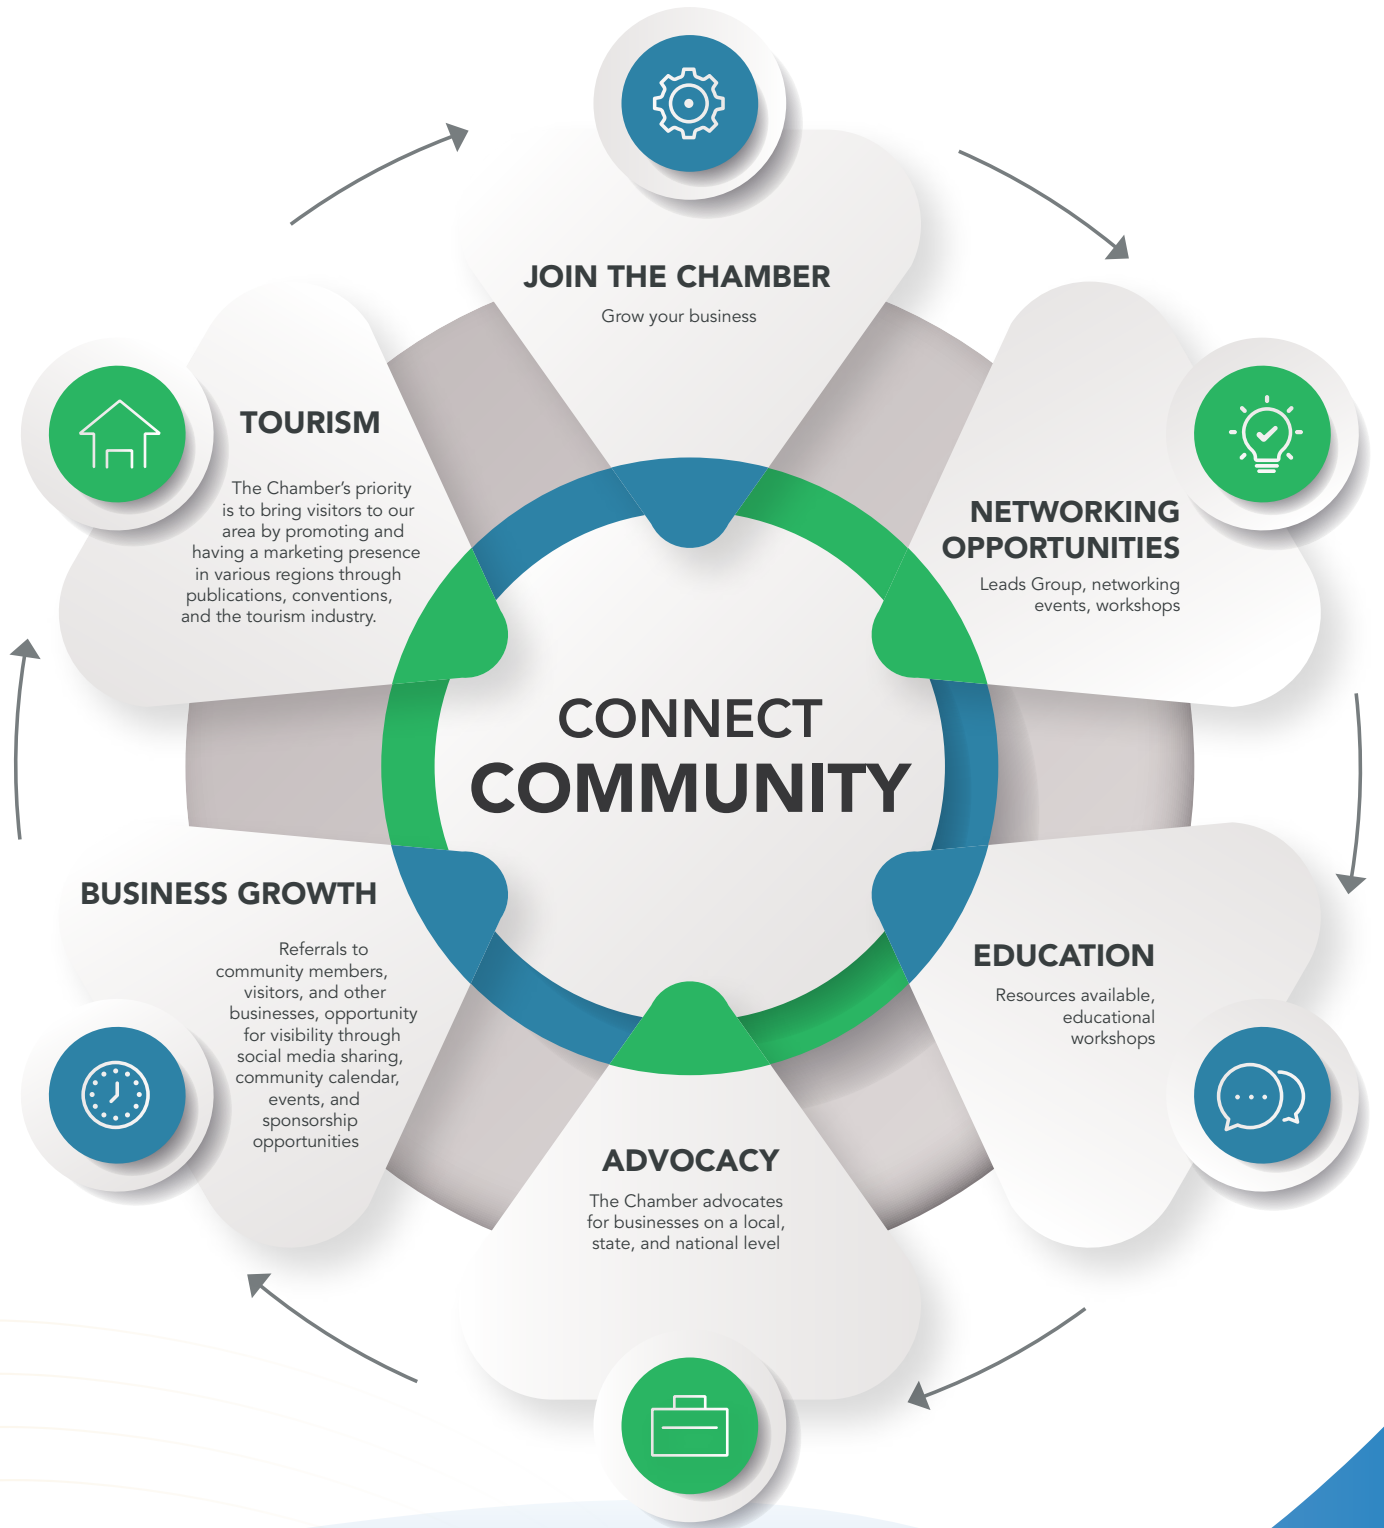 JOIN THE CHAMBER
Grow your business
NETWORKING
OPPORTUNITIES
Leads Group, networking
events, workshops
EDUCATION
Resources available,
educational
workshops
ADVOCACY
The Chamber advocates
for businesses on a local,
state, and national level
BUSINESS GROWTH
Referrals to
community members,
visitors, and other
businesses, opportunity
for visibility through
social media sharing,
community calendar,
events, and
sponsorship
opportunities
TOURISM
The Chamber’s priority
is to bring visitors to our
area by promoting and
having a marketing presence
in various regions through
publications, conventions,
and the tourism industry.
CONNECT
COMMUNITY